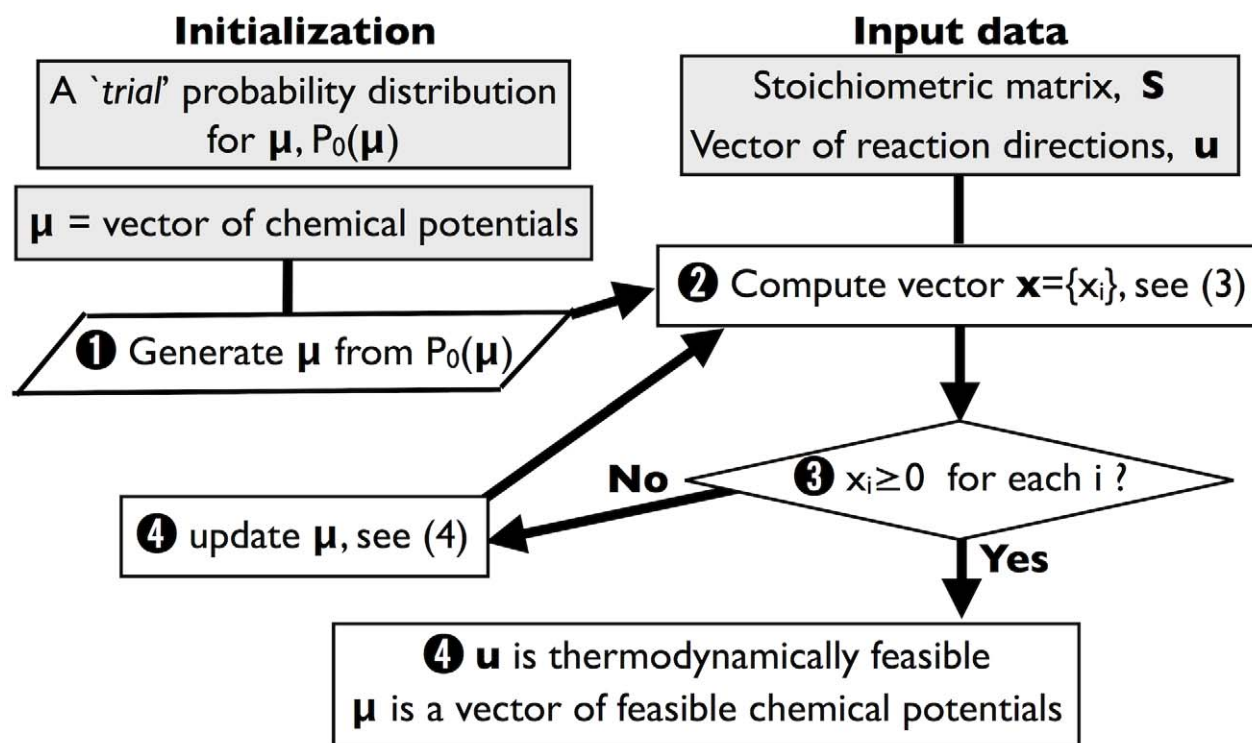 Initialization
A `trial' probability distribution
for μ, P₀(μ)
μ = vector of chemical potentials
❶ Generate μ from P₀(μ)
Input data
Stoichiometric matrix, S
Vector of reaction directions, u
❷ Compute vector x={xᵢ}, see (3)
❸ xᵢ≥0 for each i ?
No
❹ update μ, see (4)
Yes
❹ u is thermodynamically feasible
μ is a vector of feasible chemical potentials